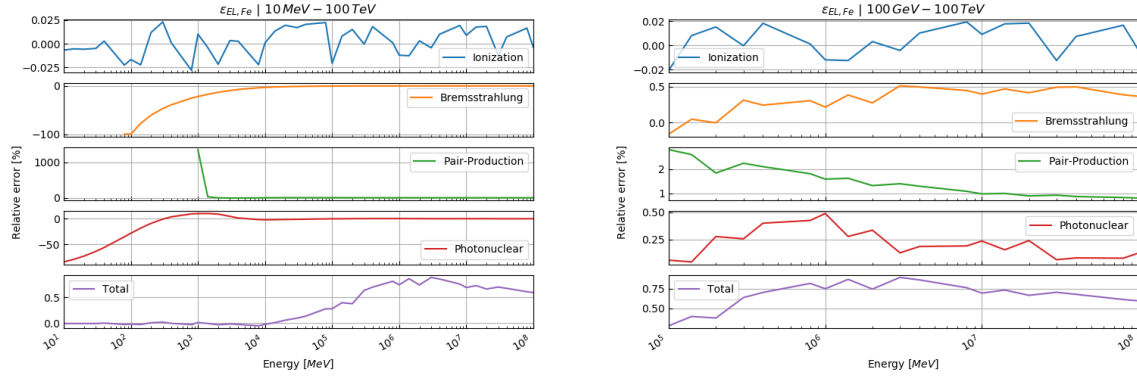 ε_{EL,Fe} | 10 MeV − 100 TeV
0.025
0.000
−0.025
Ionization
0
−100
Bremsstrahlung
1000
0
Pair-Production
0
−50
Photonuclear
0.5
0.0
Total
Relative error [%]
10^1 10^2 10^3 10^4 10^5 10^6 10^7 10^8
Energy [MeV]
ε_{EL,Fe} | 100 GeV − 100 TeV
0.02
0.00
−0.02
Ionization
0.5
0.0
Bremsstrahlung
2
1
Pair-Production
0.50
0.25
Photonuclear
0.75
0.50
Total
Relative error [%]
10^5 10^6 10^7 10^8
Energy [MeV]